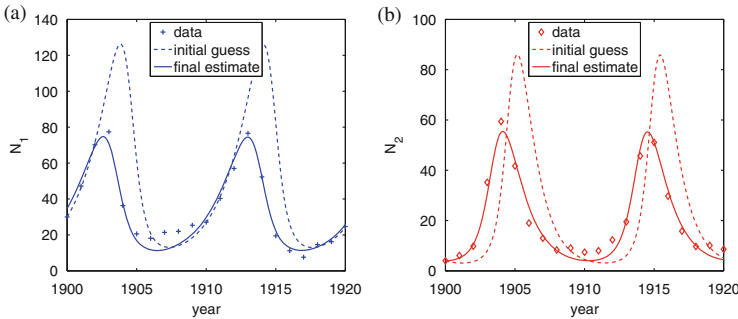 (a)
140
120
100
80
60
40
20
0
N1
data
initial guess
final estimate
1900
1905
1910
1915
1920
year
(b)
100
80
60
40
20
0
N2
data
initial guess
final estimate
1900
1905
1910
1915
1920
year